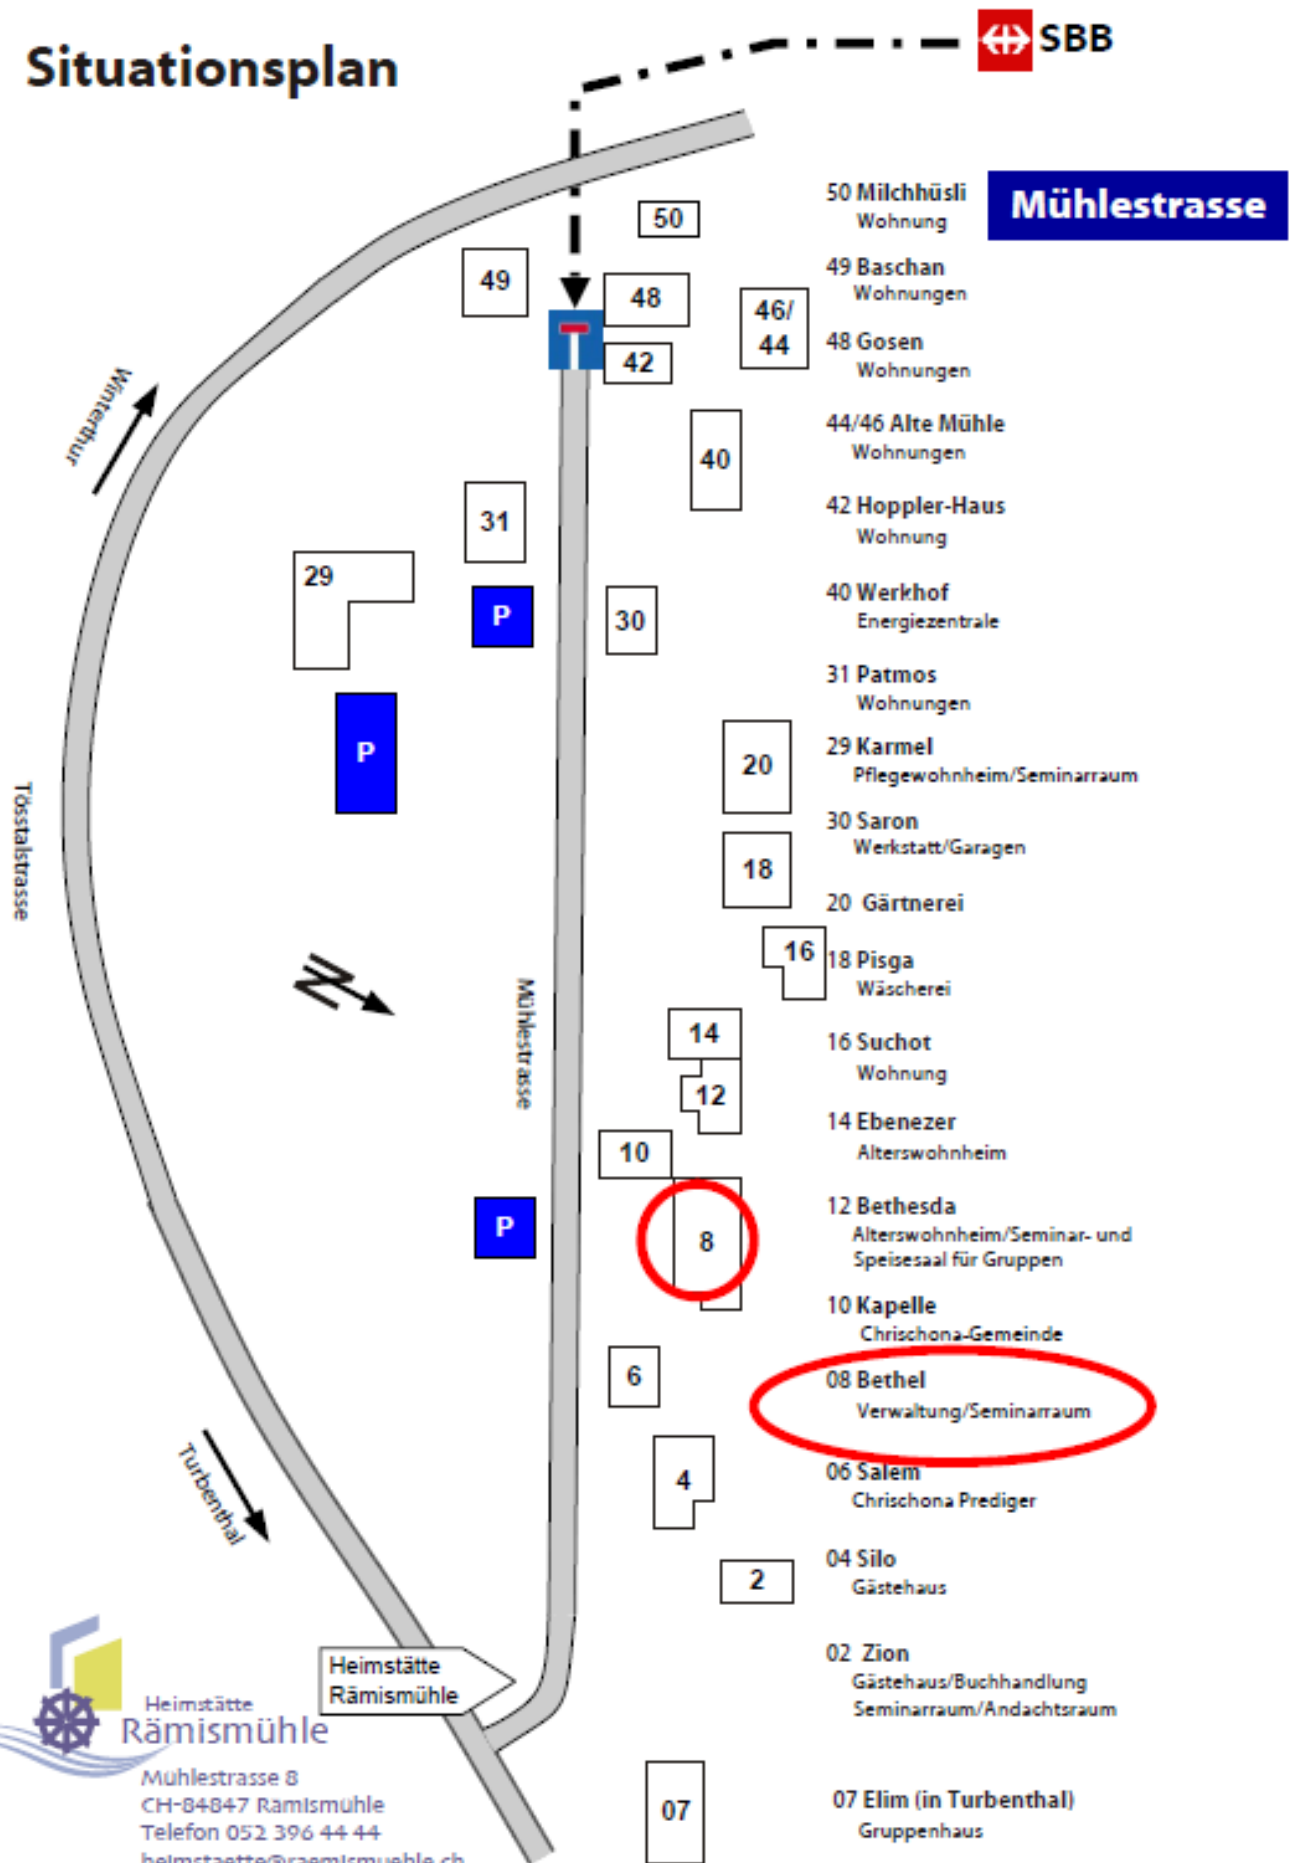 Situationsplan
SBB
Mühlestrasse
50 Milchhüsli
Wohnung
49 Baschan
Wohnungen
48 Gosen
Wohnungen
44/46 Alte Mühle
Wohnungen
42 Hoppler-Haus
Wohnung
40 Werkhof
Energiezentrale
31 Patmos
Wohnungen
29 Karmel
Pflegewohnheim/Seminarraum
30 Saron
Werkstatt/Garagen
20 Gärtnerei
18 Pisga
Wäscherei
16 Suchot
Wohnung
14 Ebenezer
Alterswohnheim
12 Bethesda
Alterswohnheim/Seminar- und
Speisesaal für Gruppen
10 Kapelle
Chrischona-Gemeinde
08 Bethel
Verwaltung/Seminarraum
06 Salem
Chrischona Prediger
04 Silo
Gästehaus
02 Zion
Gästehaus/Buchhandlung
Seminarraum/Andachtsraum
07 Elim (in Turbenthal)
Gruppenhaus
50
49
48
46/
44
42
40
31
29
P
30
P
20
18
16
14
12
10
P
8
6
4
2
07
Winterthur
Tösstalstrasse
N
Mühlestrasse
Turbenthal
Heimstätte
Rämismühle
Heimstätte
Rämismühle
Mühlestrasse 8
CH-84847 Rämismühle
Telefon 052 396 44 44
heimstaette@raemismuehle.ch